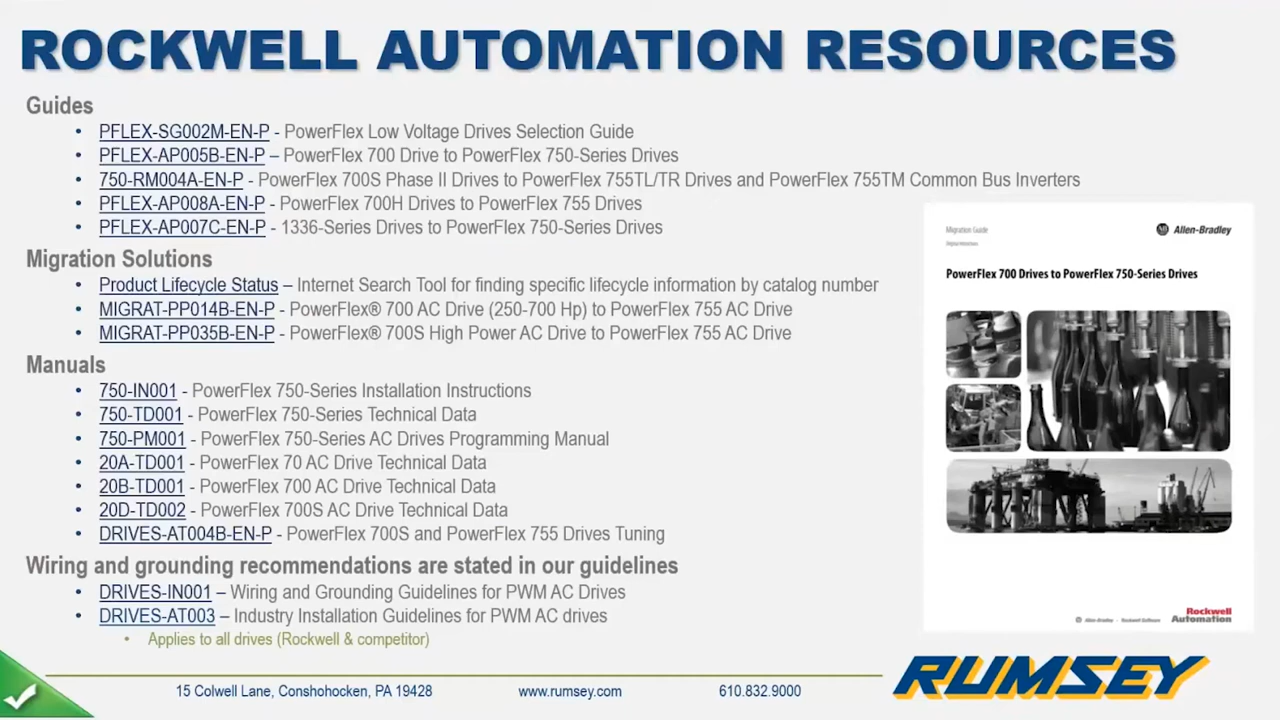 ROCKWELL AUTOMATION RESOURCES
Guides
• PFLEX-SG002M-EN-P - PowerFlex Low Voltage Drives Selection Guide
• PFLEX-AP005B-EN-P – PowerFlex 700 Drive to PowerFlex 750-Series Drives
• 750-RM004A-EN-P - PowerFlex 700S Phase II Drives to PowerFlex 755TL/TR Drives and PowerFlex 755TM Common Bus Inverters
• PFLEX-AP008A-EN-P - PowerFlex 700H Drives to PowerFlex 755 Drives
• PFLEX-AP007C-EN-P - 1336-Series Drives to PowerFlex 750-Series Drives
Migration Solutions
• Product Lifecycle Status – Internet Search Tool for finding specific lifecycle information by catalog number
• MIGRAT-PP014B-EN-P - PowerFlex® 700 AC Drive (250-700 Hp) to PowerFlex 755 AC Drive
• MIGRAT-PP035B-EN-P - PowerFlex® 700S High Power AC Drive to PowerFlex 755 AC Drive
Manuals
• 750-IN001 - PowerFlex 750-Series Installation Instructions
• 750-TD001 - PowerFlex 750-Series Technical Data
• 750-PM001 - PowerFlex 750-Series AC Drives Programming Manual
• 20A-TD001 - PowerFlex 70 AC Drive Technical Data
• 20B-TD001 - PowerFlex 700 AC Drive Technical Data
• 20D-TD002 - PowerFlex 700S AC Drive Technical Data
• DRIVES-AT004B-EN-P - PowerFlex 700S and PowerFlex 755 Drives Tuning
Wiring and grounding recommendations are stated in our guidelines
• DRIVES-IN001 – Wiring and Grounding Guidelines for PWM AC Drives
• DRIVES-AT003 – Industry Installation Guidelines for PWM AC drives
• Applies to all drives (Rockwell & competitor)
Migration Guide
Original Instructions
AB Allen-Bradley
PowerFlex 700 Drives to PowerFlex 750-Series Drives
Allen-Bradley • Rockwell Software
Rockwell
Automation
15 Colwell Lane, Conshohocken, PA 19428
www.rumsey.com
610.832.9000
RUMSEY